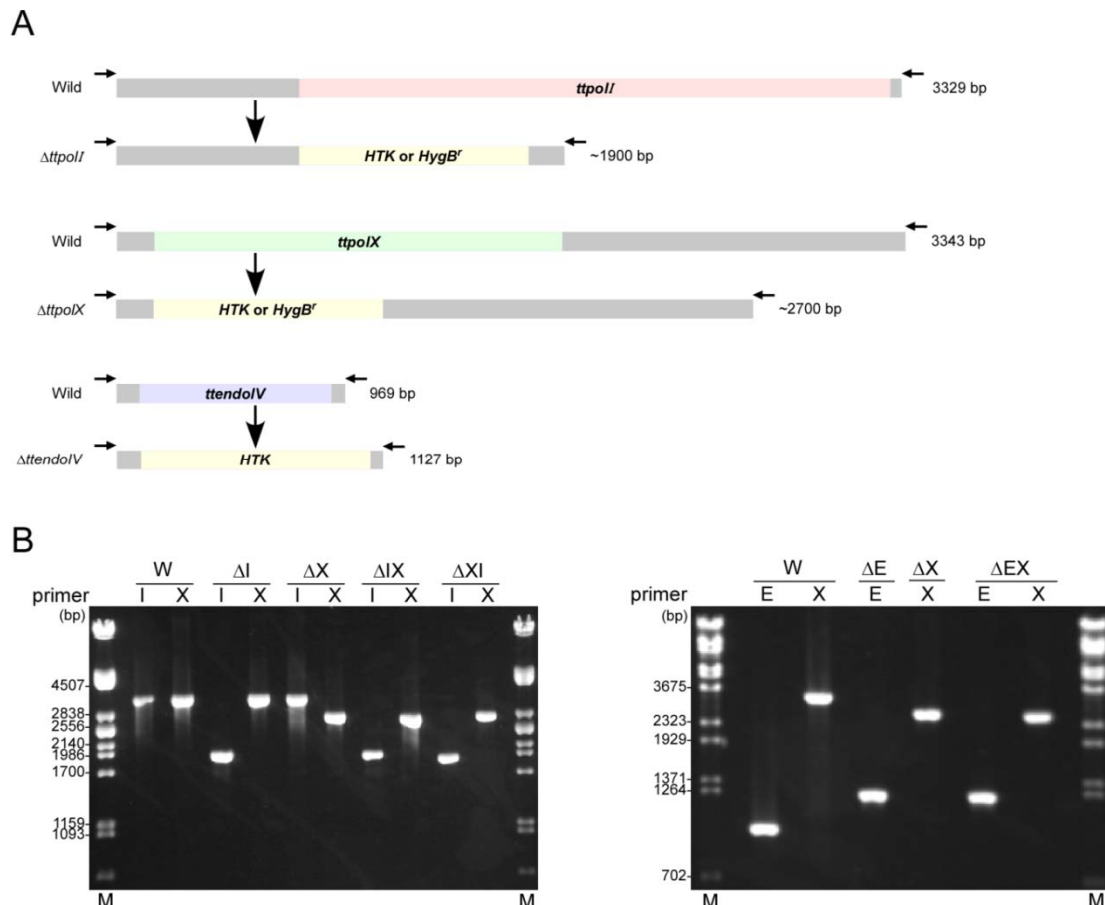 A
Wild ttpolI 3329 bp
ΔttpolI HTK or HygBʳ ~1900 bp
Wild ttpolX 3343 bp
ΔttpolX HTK or HygBʳ ~2700 bp
Wild ttendoIV 969 bp
ΔttendoIV HTK 1127 bp
B
W ΔI ΔX ΔIX ΔXI
primer I X I X I X I X I X
(bp)
4507-
2838-
2556-
2140-
1986-
1700-
1159-
1093-
M M
W ΔE ΔX ΔEX
primer E X E X E X
(bp)
3675-
2323-
1929-
1371-
1264-
702-
M M